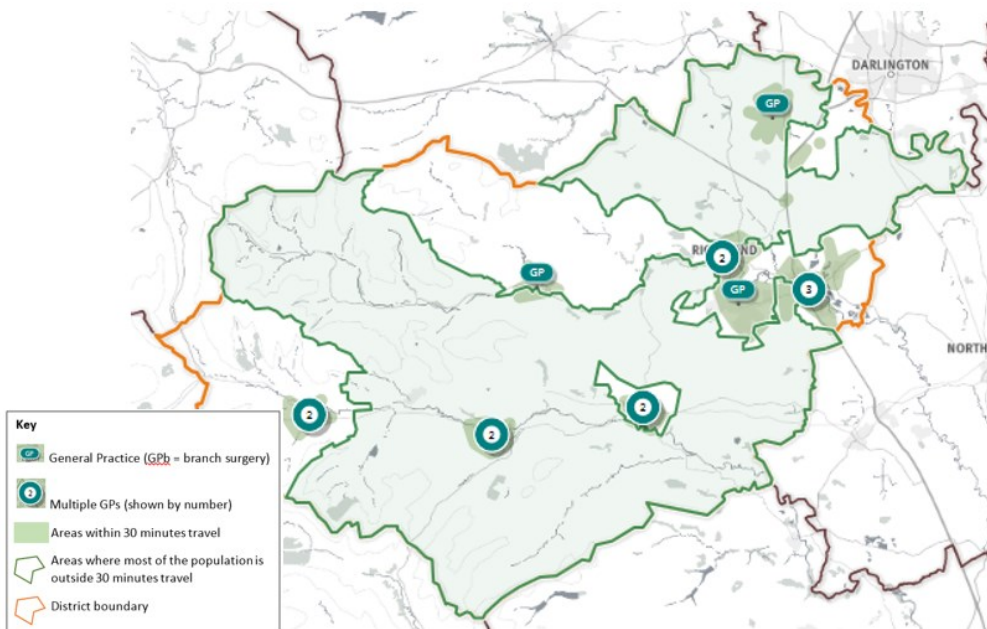 DARLINGTON
GP
2
GP
3
GP
NORTH
2
2
2
Key
GP General Practice (GPb = branch surgery)
2 Multiple GPs (shown by number)
Areas within 30 minutes travel
Areas where most of the population is
outside 30 minutes travel
District boundary